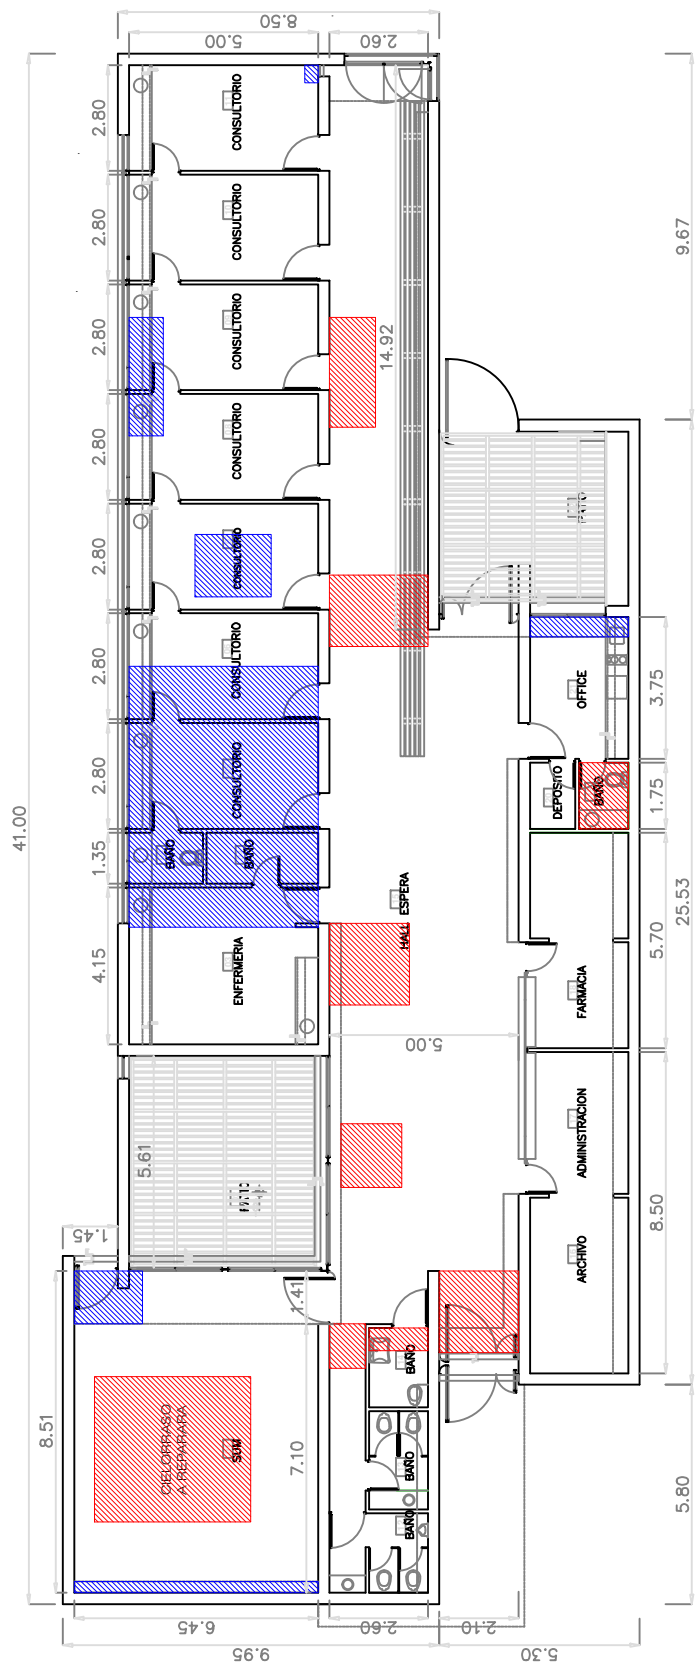 8.50
5.00
2.60
41.00
2.80
CONSULTORIO
2.80
CONSULTORIO
9.67
2.80
CONSULTORIO
14.92
2.80
CONSULTORIO
2.80
CONSULTORIO
2.80
CONSULTORIO
OFFICE
3.75
2.80
CONSULTORIO
DEPOSITO
BAÑO
1.75
1.35
BAÑO
BAÑO
HALL ESPERA
25.53
4.15
ENFERMERIA
FARMACIA
5.70
5.00
5.61
PATIO
ADMINISTRACION
8.50
1.45
1.41
ARCHIVO
8.51
CIELORRASO
A REPARARA
SUM
7.10
BAÑO
BAÑO
BAÑO
5.80
6.45
2.60
2.10
9.95
5.30